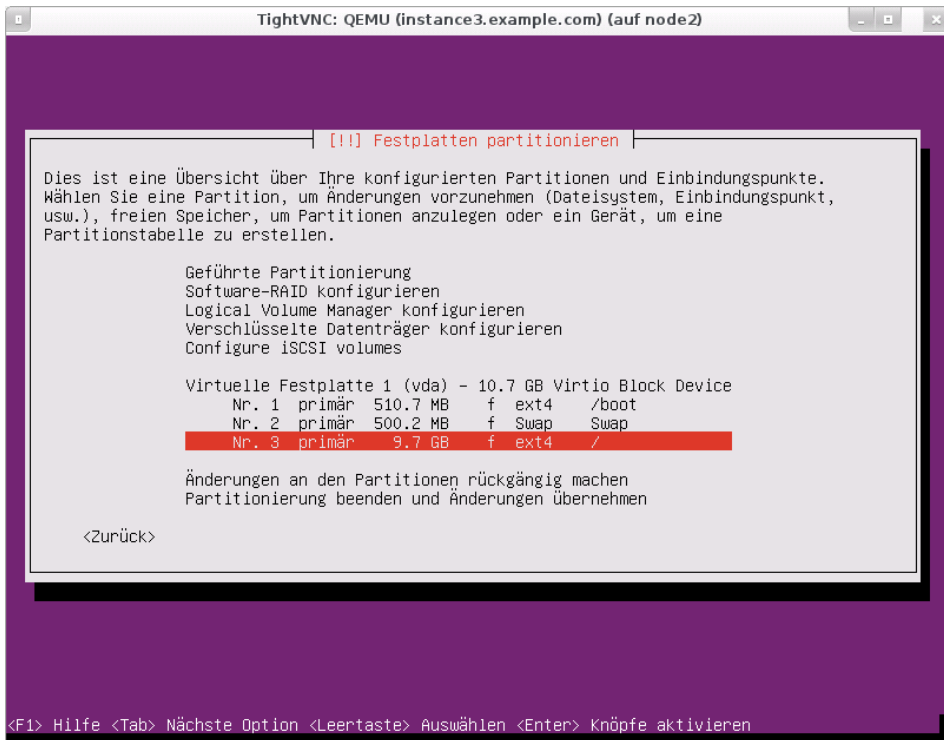 TightVNC: QEMU (instance3.example.com) (auf node2)
[!!] Festplatten partitionieren
Dies ist eine Übersicht über Ihre konfigurierten Partitionen und Einbindungspunkte.
Wählen Sie eine Partition, um Änderungen vorzunehmen (Dateisystem, Einbindungspunkt,
usw.), freien Speicher, um Partitionen anzulegen oder ein Gerät, um eine
Partitionstabelle zu erstellen.
Geführte Partitionierung
Software-RAID konfigurieren
Logical Volume Manager konfigurieren
Verschlüsselte Datenträger konfigurieren
Configure iSCSI volumes
Virtuelle Festplatte 1 (vda) - 10.7 GB Virtio Block Device
Nr. 1 primär 510.7 MB f ext4 /boot
Nr. 2 primär 500.2 MB f Swap Swap
Nr. 3 primär 9.7 GB f ext4 /
Änderungen an den Partitionen rückgängig machen
Partitionierung beenden und Änderungen übernehmen
<Zurück>
<F1> Hilfe <Tab> Nächste Option <Leertaste> Auswählen <Enter> Knöpfe aktivieren